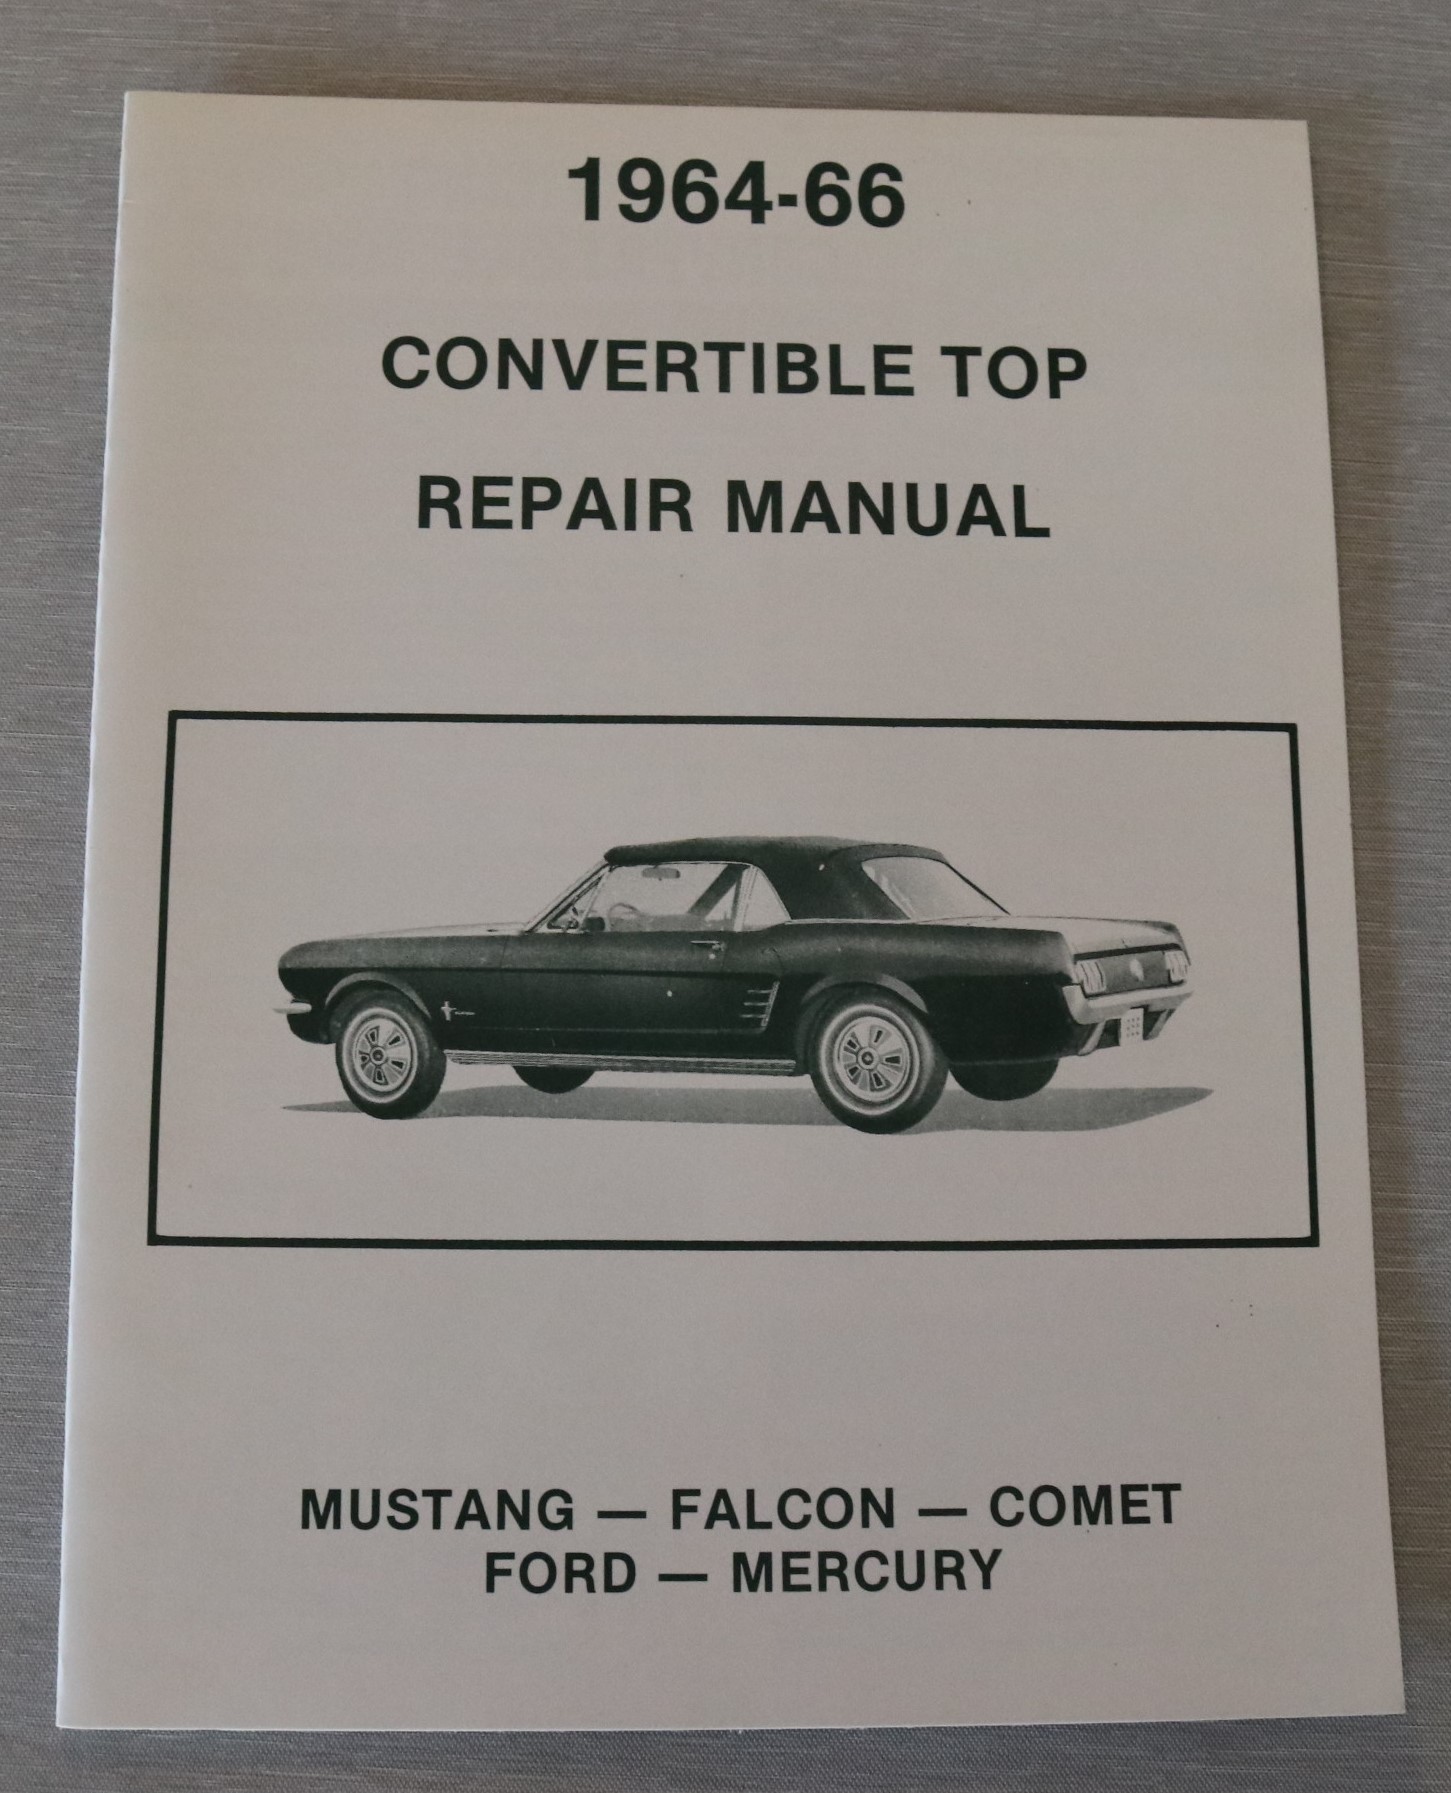 1964-66
CONVERTIBLE TOP
REPAIR MANUAL
MUSTANG — FALCON — COMET
FORD — MERCURY